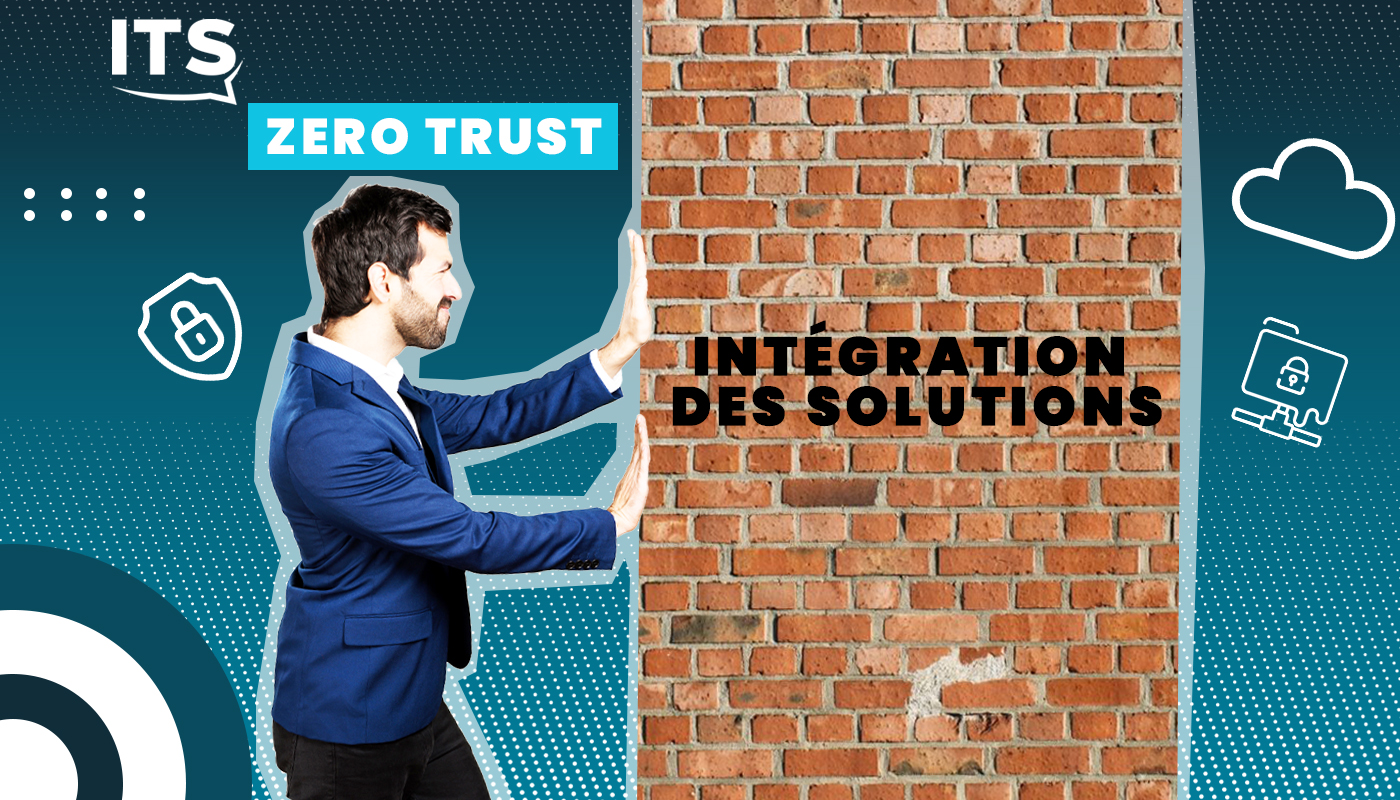 ITS
ZERO TRUST
INTÉGRATION
DES SOLUTIONS